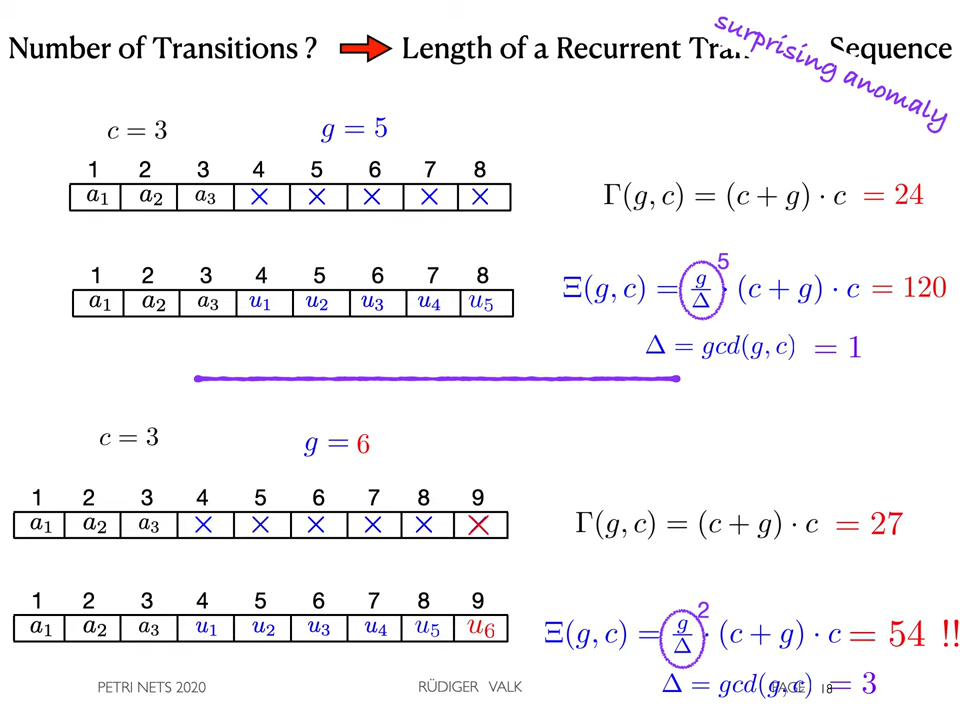 Number of Transitions ? Length of a Recurrent Tran Sequence
surprising anomaly
c = 3 g = 5
1 2 3 4 5 6 7 8
a₁ a₂ a₃ × × × × ×
Γ(g, c) = (c + g) · c = 24
1 2 3 4 5 6 7 8
a₁ a₂ a₃ u₁ u₂ u₃ u₄ u₅
5
Ξ(g, c) = g/Δ · (c + g) · c = 120
Δ = gcd(g, c) = 1
c = 3 g = 6
1 2 3 4 5 6 7 8 9
a₁ a₂ a₃ × × × × × ×
Γ(g, c) = (c + g) · c = 27
1 2 3 4 5 6 7 8 9
a₁ a₂ a₃ u₁ u₂ u₃ u₄ u₅ u₆
2
Ξ(g, c) = g/Δ · (c + g) · c = 54 !!
Δ = gcd(g, c) = 3
PETRI NETS 2020 RÜDIGER VALK PAGE 18